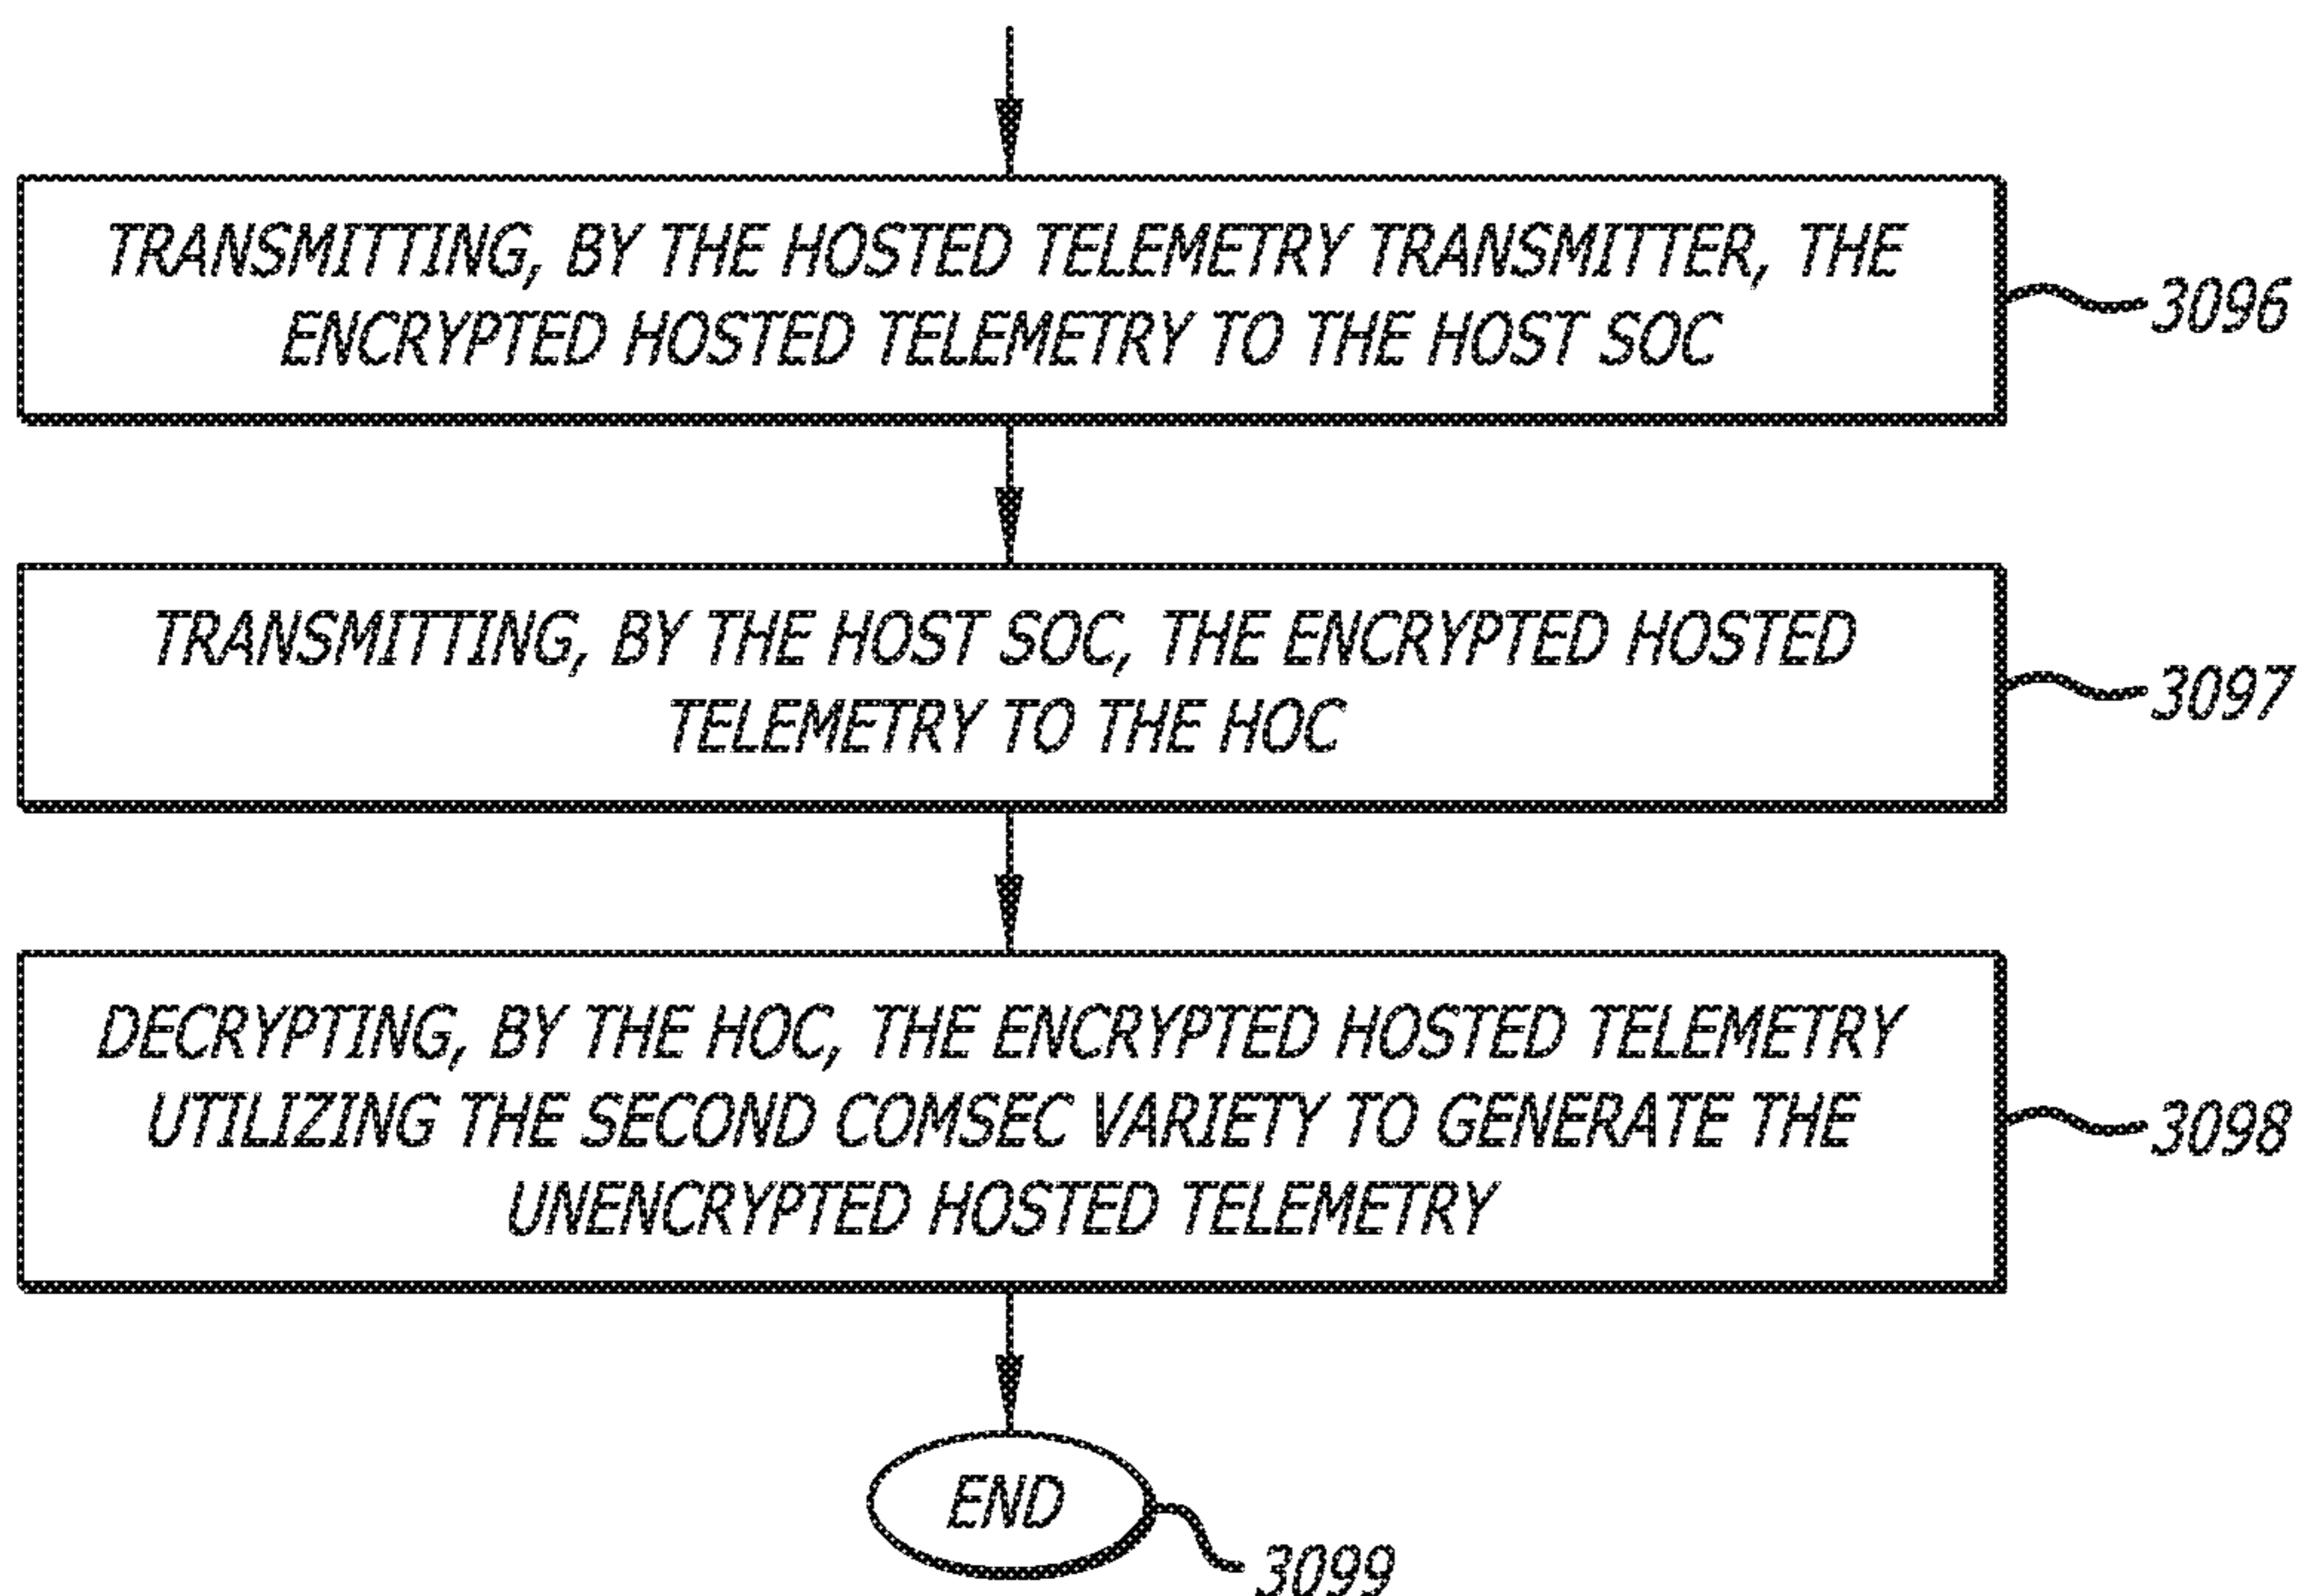 TRANSMITTING, BY THE HOSTED TELEMETRY TRANSMITTER, THE
ENCRYPTED HOSTED TELEMETRY TO THE HOST SOC
3096
TRANSMITTING, BY THE HOST SOC, THE ENCRYPTED HOSTED
TELEMETRY TO THE HOC
3097
DECRYPTING, BY THE HOC, THE ENCRYPTED HOSTED TELEMETRY
UTILIZING THE SECOND COMSEC VARIETY TO GENERATE THE
UNENCRYPTED HOSTED TELEMETRY
3098
END
3099